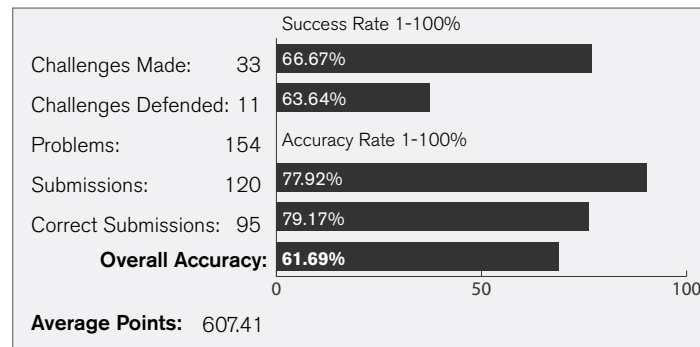 Success Rate 1-100%
Challenges Made: 33 66.67%
Challenges Defended: 11 63.64%
Problems: 154 Accuracy Rate 1-100%
Submissions: 120 77.92%
Correct Submissions: 95 79.17%
Overall Accuracy: 61.69%
0 50 100
Average Points: 607.41